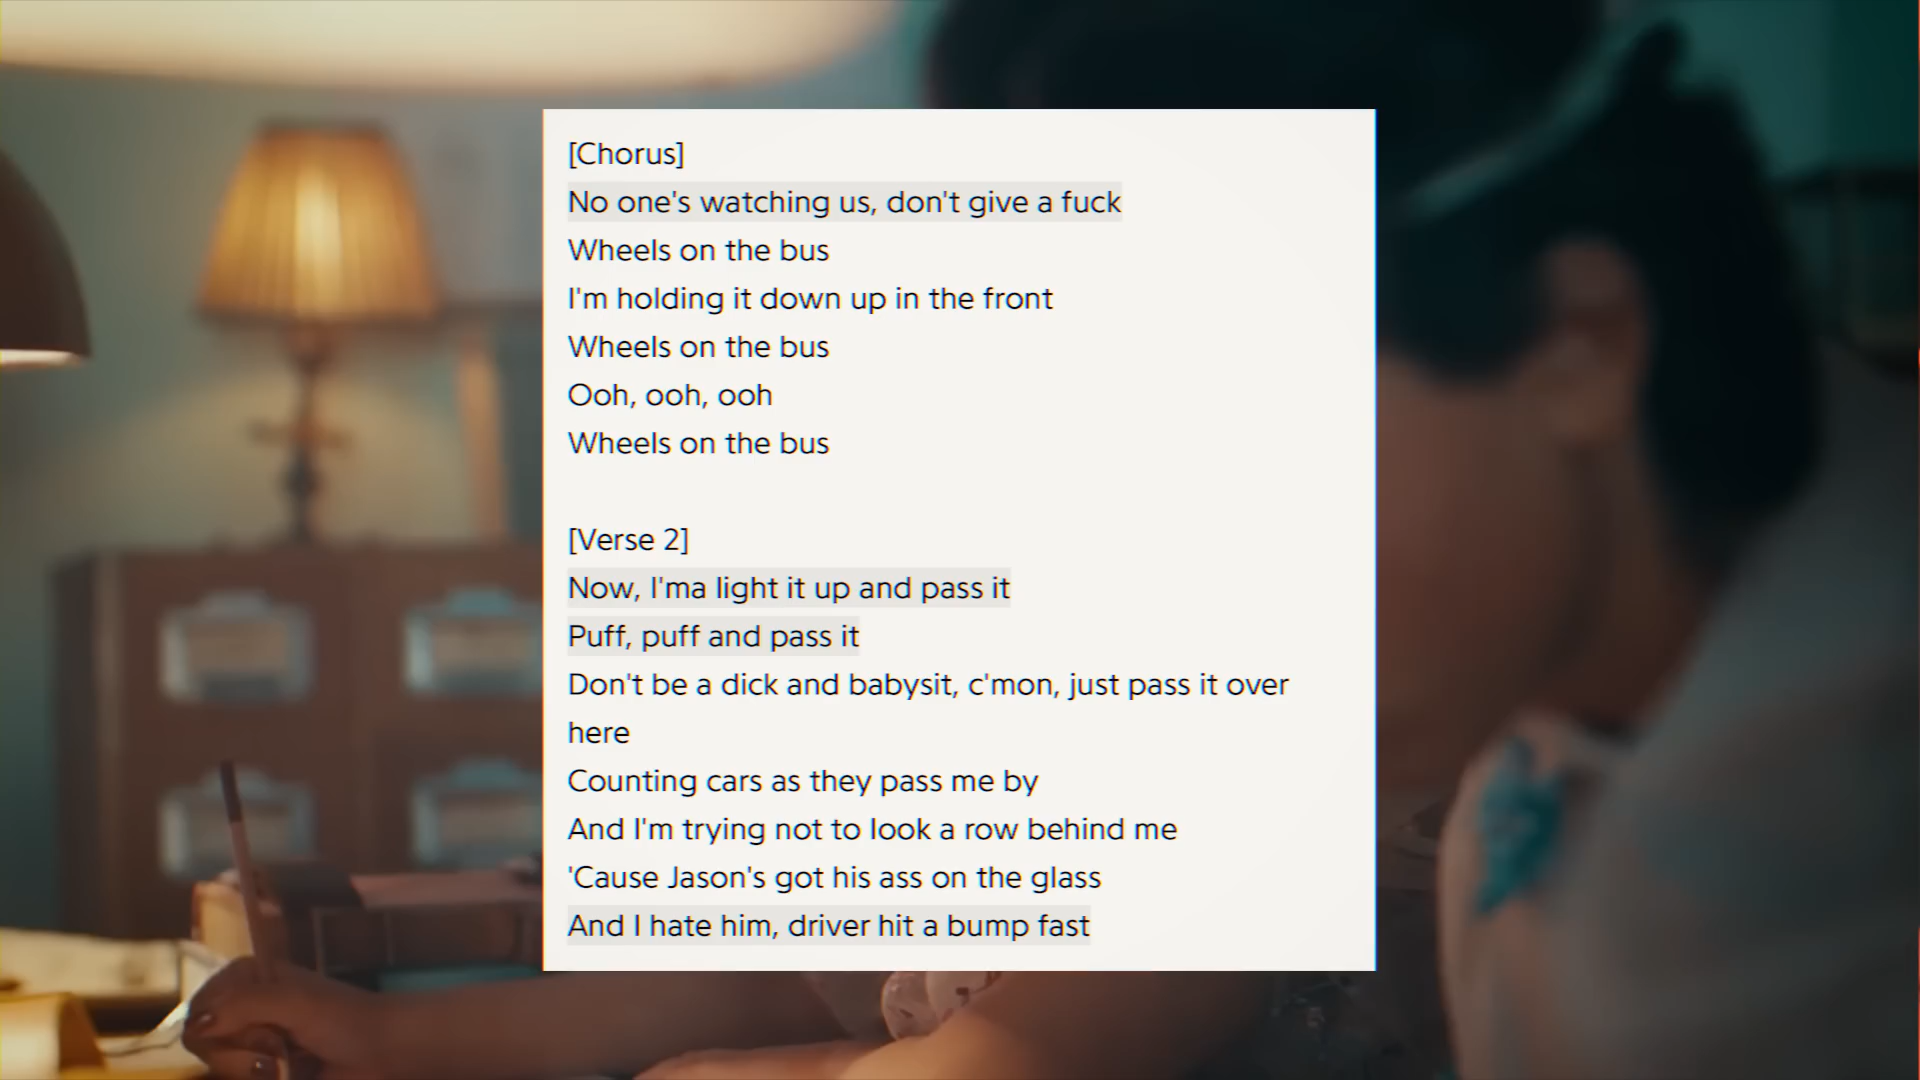 [Chorus]
No one's watching us, don't give a fuck
Wheels on the bus
I'm holding it down up in the front
Wheels on the bus
Ooh, ooh, ooh
Wheels on the bus
[Verse 2]
Now, I'ma light it up and pass it
Puff, puff and pass it
Don't be a dick and babysit, c'mon, just pass it over
here
Counting cars as they pass me by
And I'm trying not to look a row behind me
'Cause Jason's got his ass on the glass
And I hate him, driver hit a bump fast